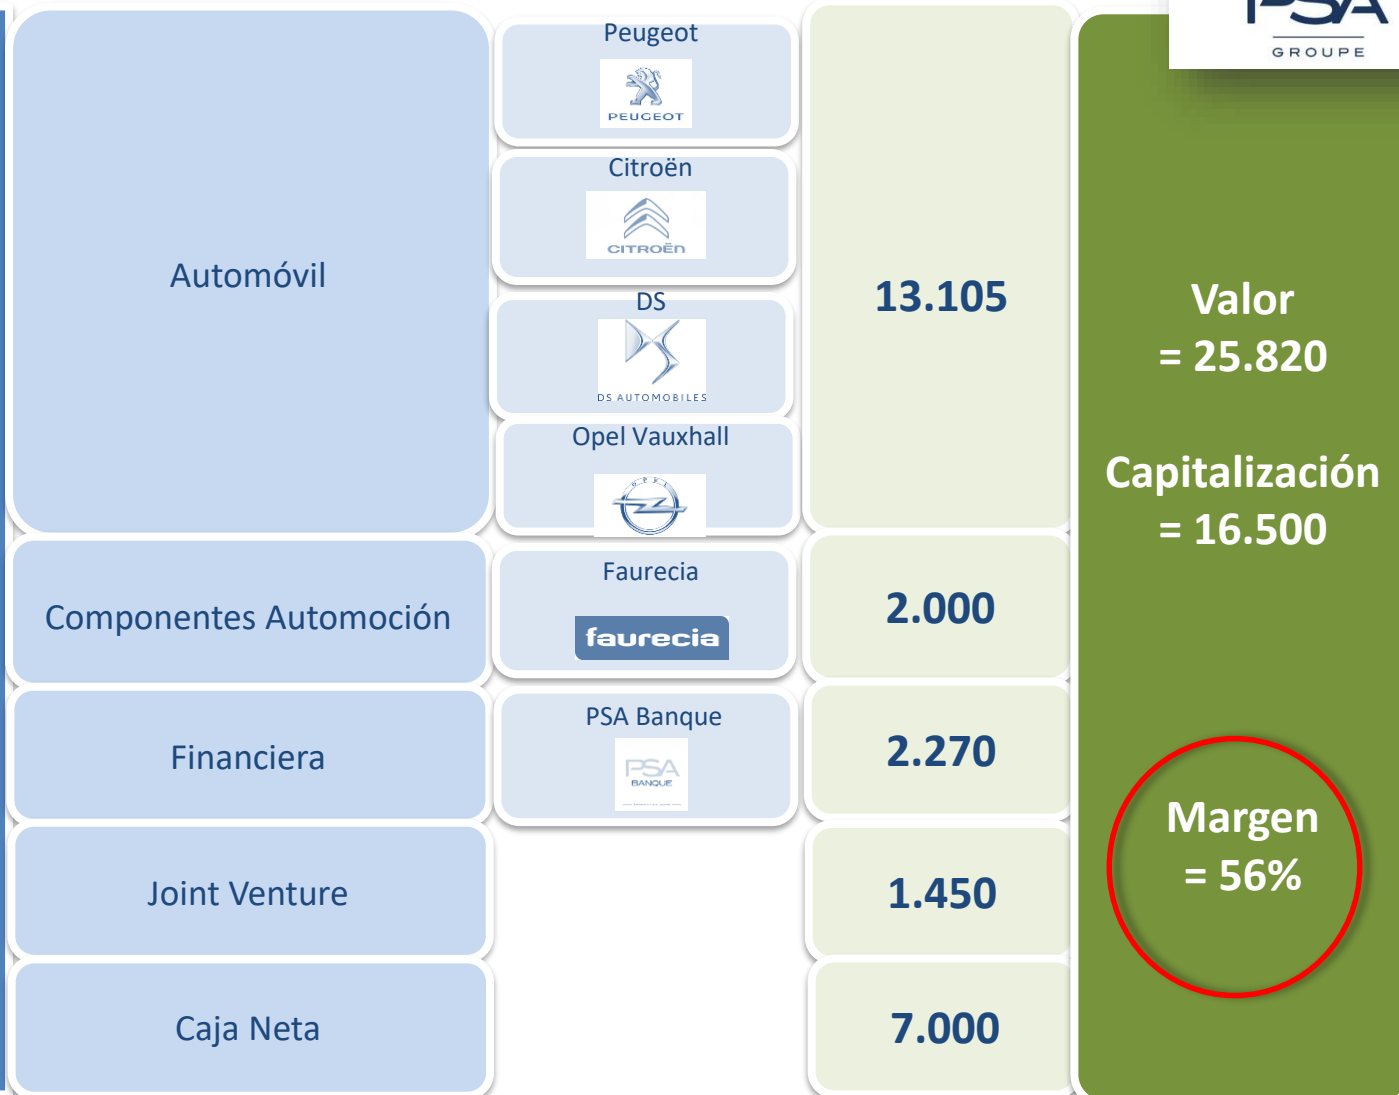 PSA
GROUPE
Automóvil
Peugeot
PEUGEOT
Citroën
CITROËN
DS
DS AUTOMOBILES
Opel Vauxhall
OPEL
13.105
Componentes Automoción
Faurecia
faurecia
2.000
Financiera
PSA Banque
PSA
BANQUE
2.270
Joint Venture
1.450
Caja Neta
7.000
Valor
= 25.820
Capitalización
= 16.500
Margen
= 56%